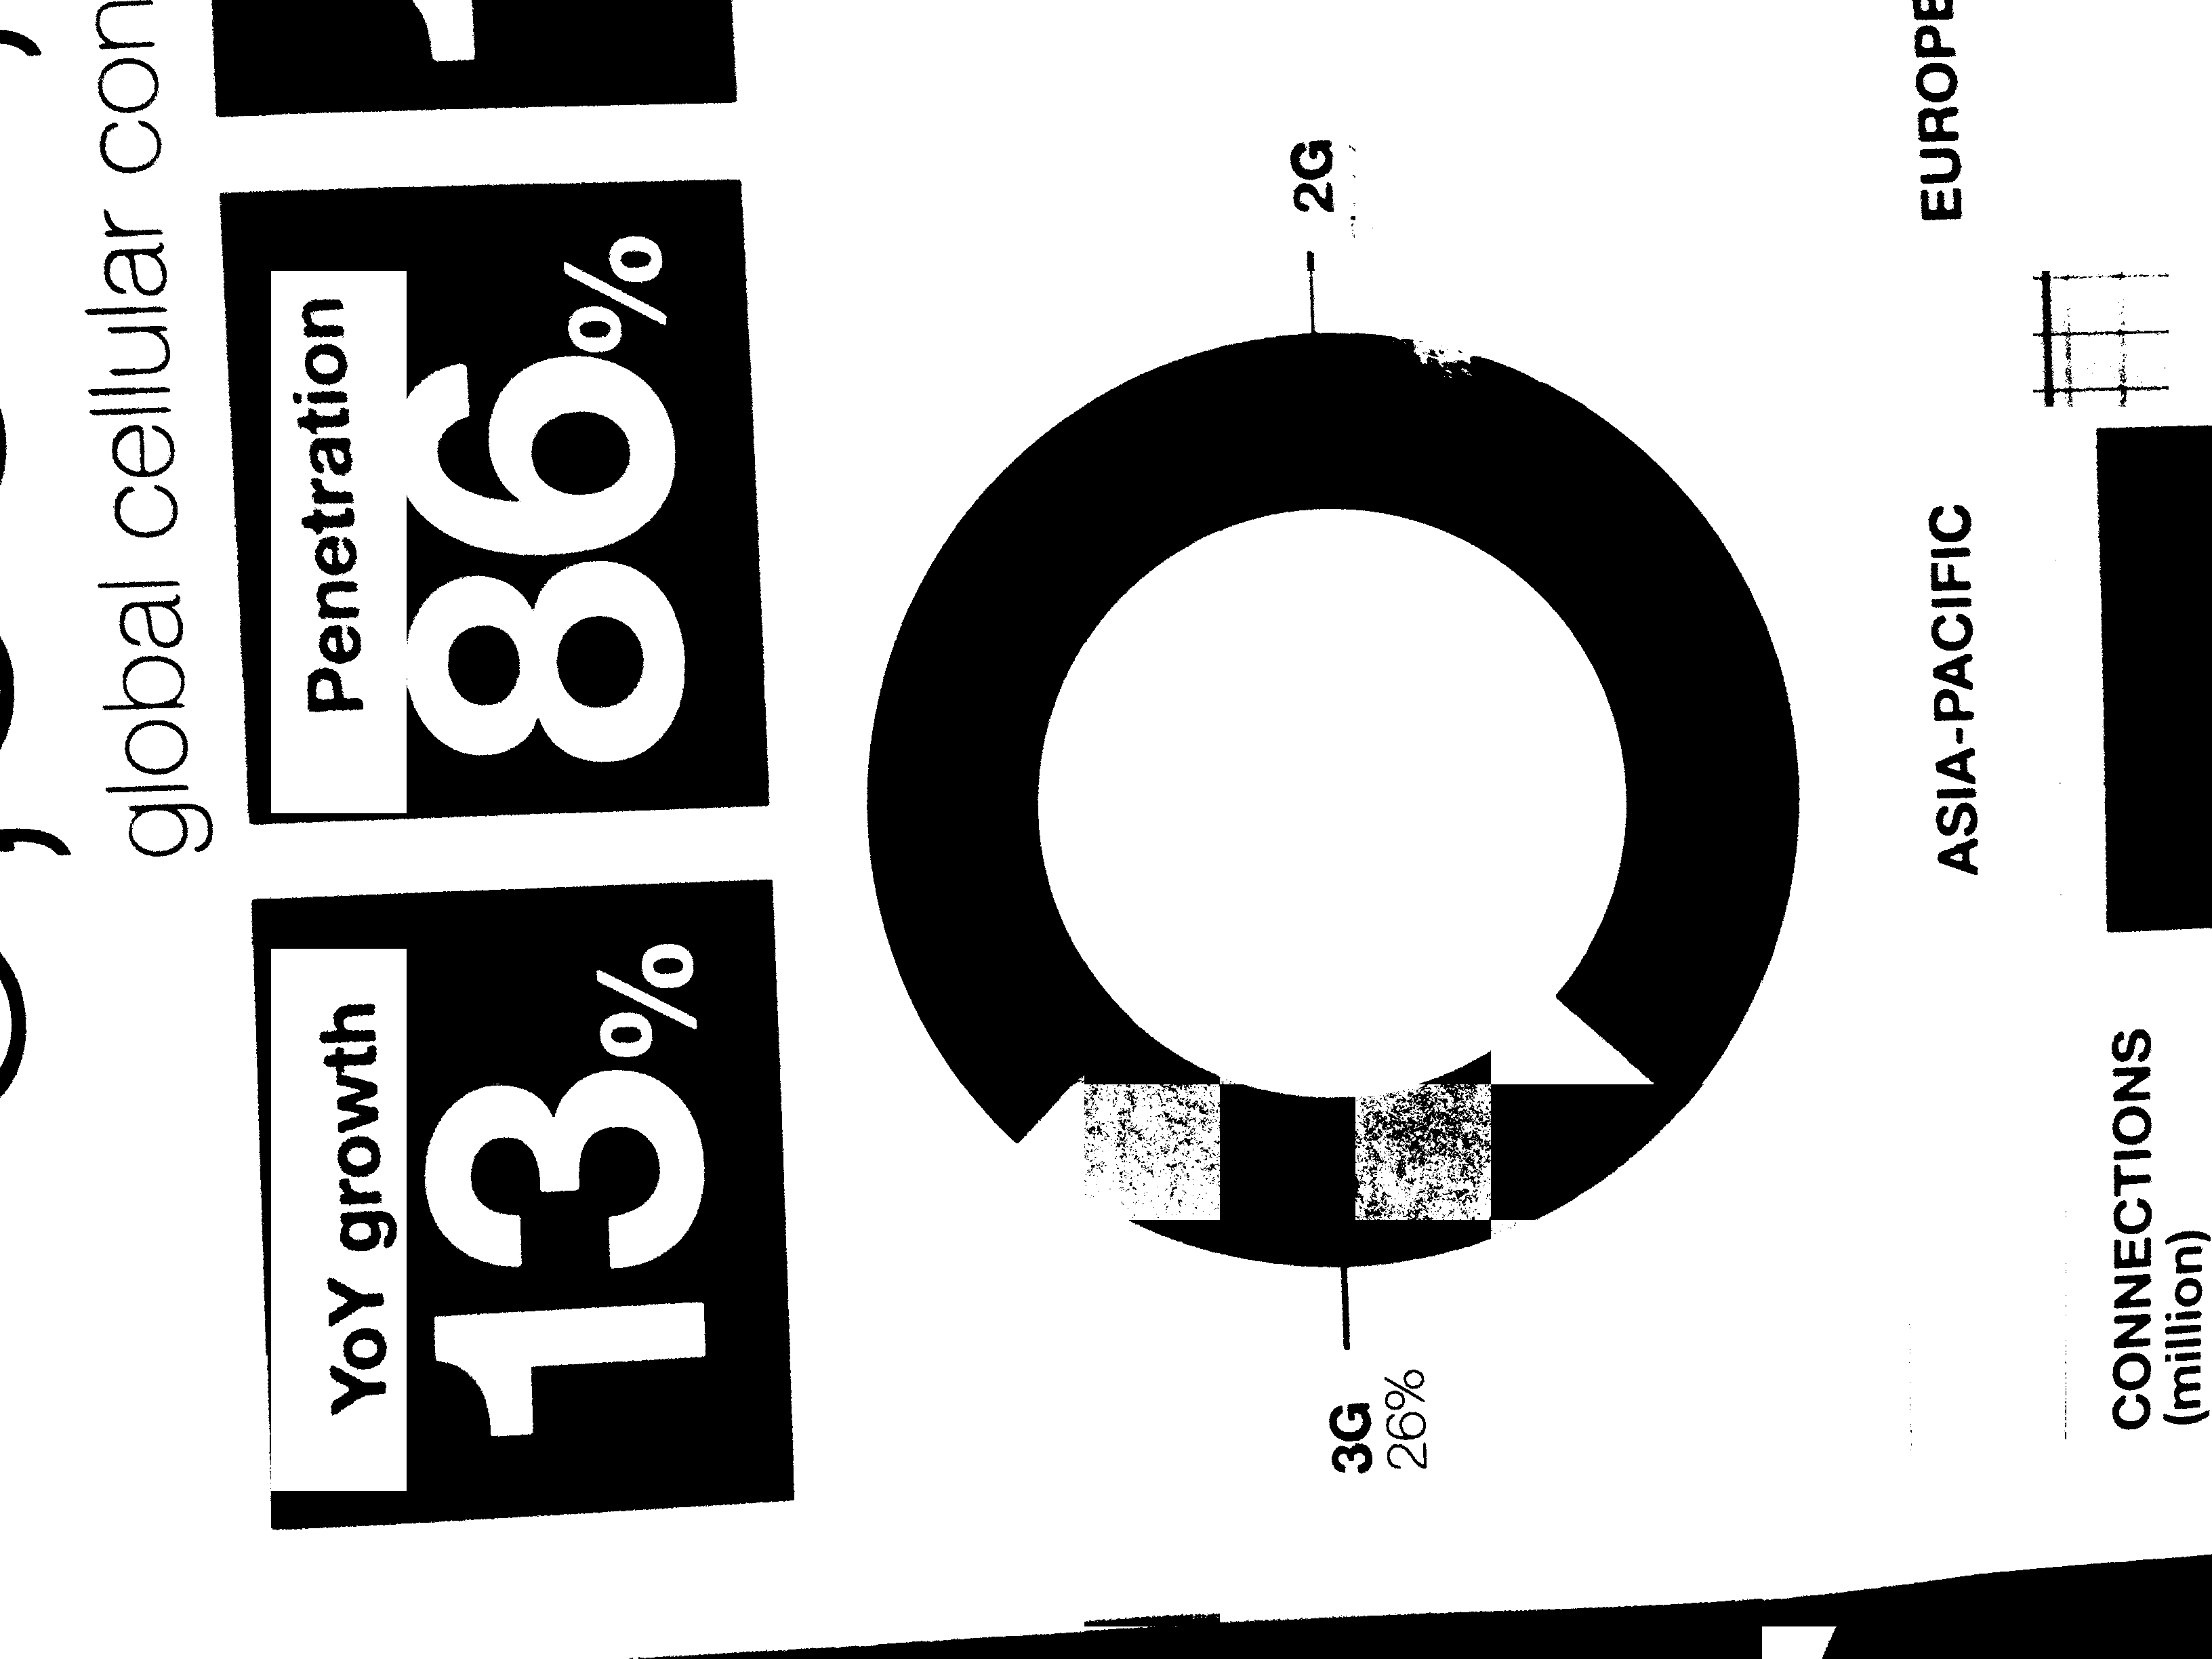 global cellular con
YoY growth
13%
Penetration
86%
3G
26%
2G
ASIA-PACIFIC
EUROPE
CONNECTIONS
(million)